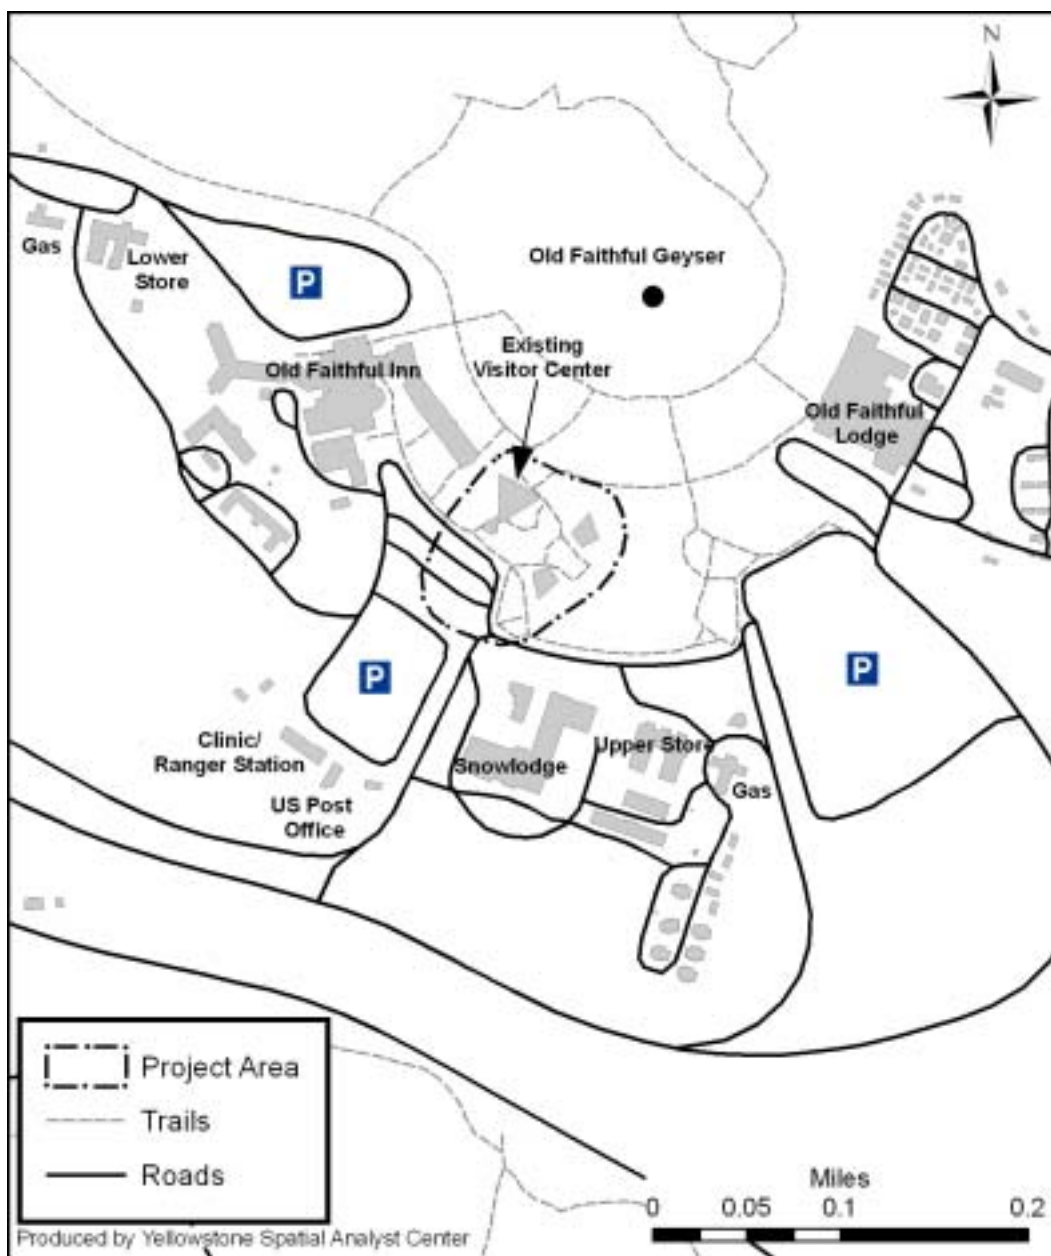 N
Old Faithful Geyser
Gas
Lower
Store
P
Existing
Visitor Center
Old Faithful Inn
Old Faithful
Lodge
P
P
Clinic/
Ranger Station
Upper Store
Snowlodge
Gas
US Post
Office
Project Area
Trails
Roads
Miles
0 0.05 0.1 0.2
Produced by Yellowstone Spatial Analyst Center